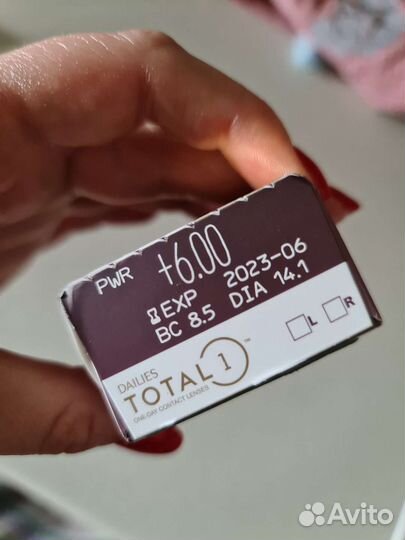 PWR +6.00
EXP 2023-06
BC 8.5 DIA 14.1
L R
DAILIES
TOTAL 1™
ONE-DAY CONTACT LENSES
Avito